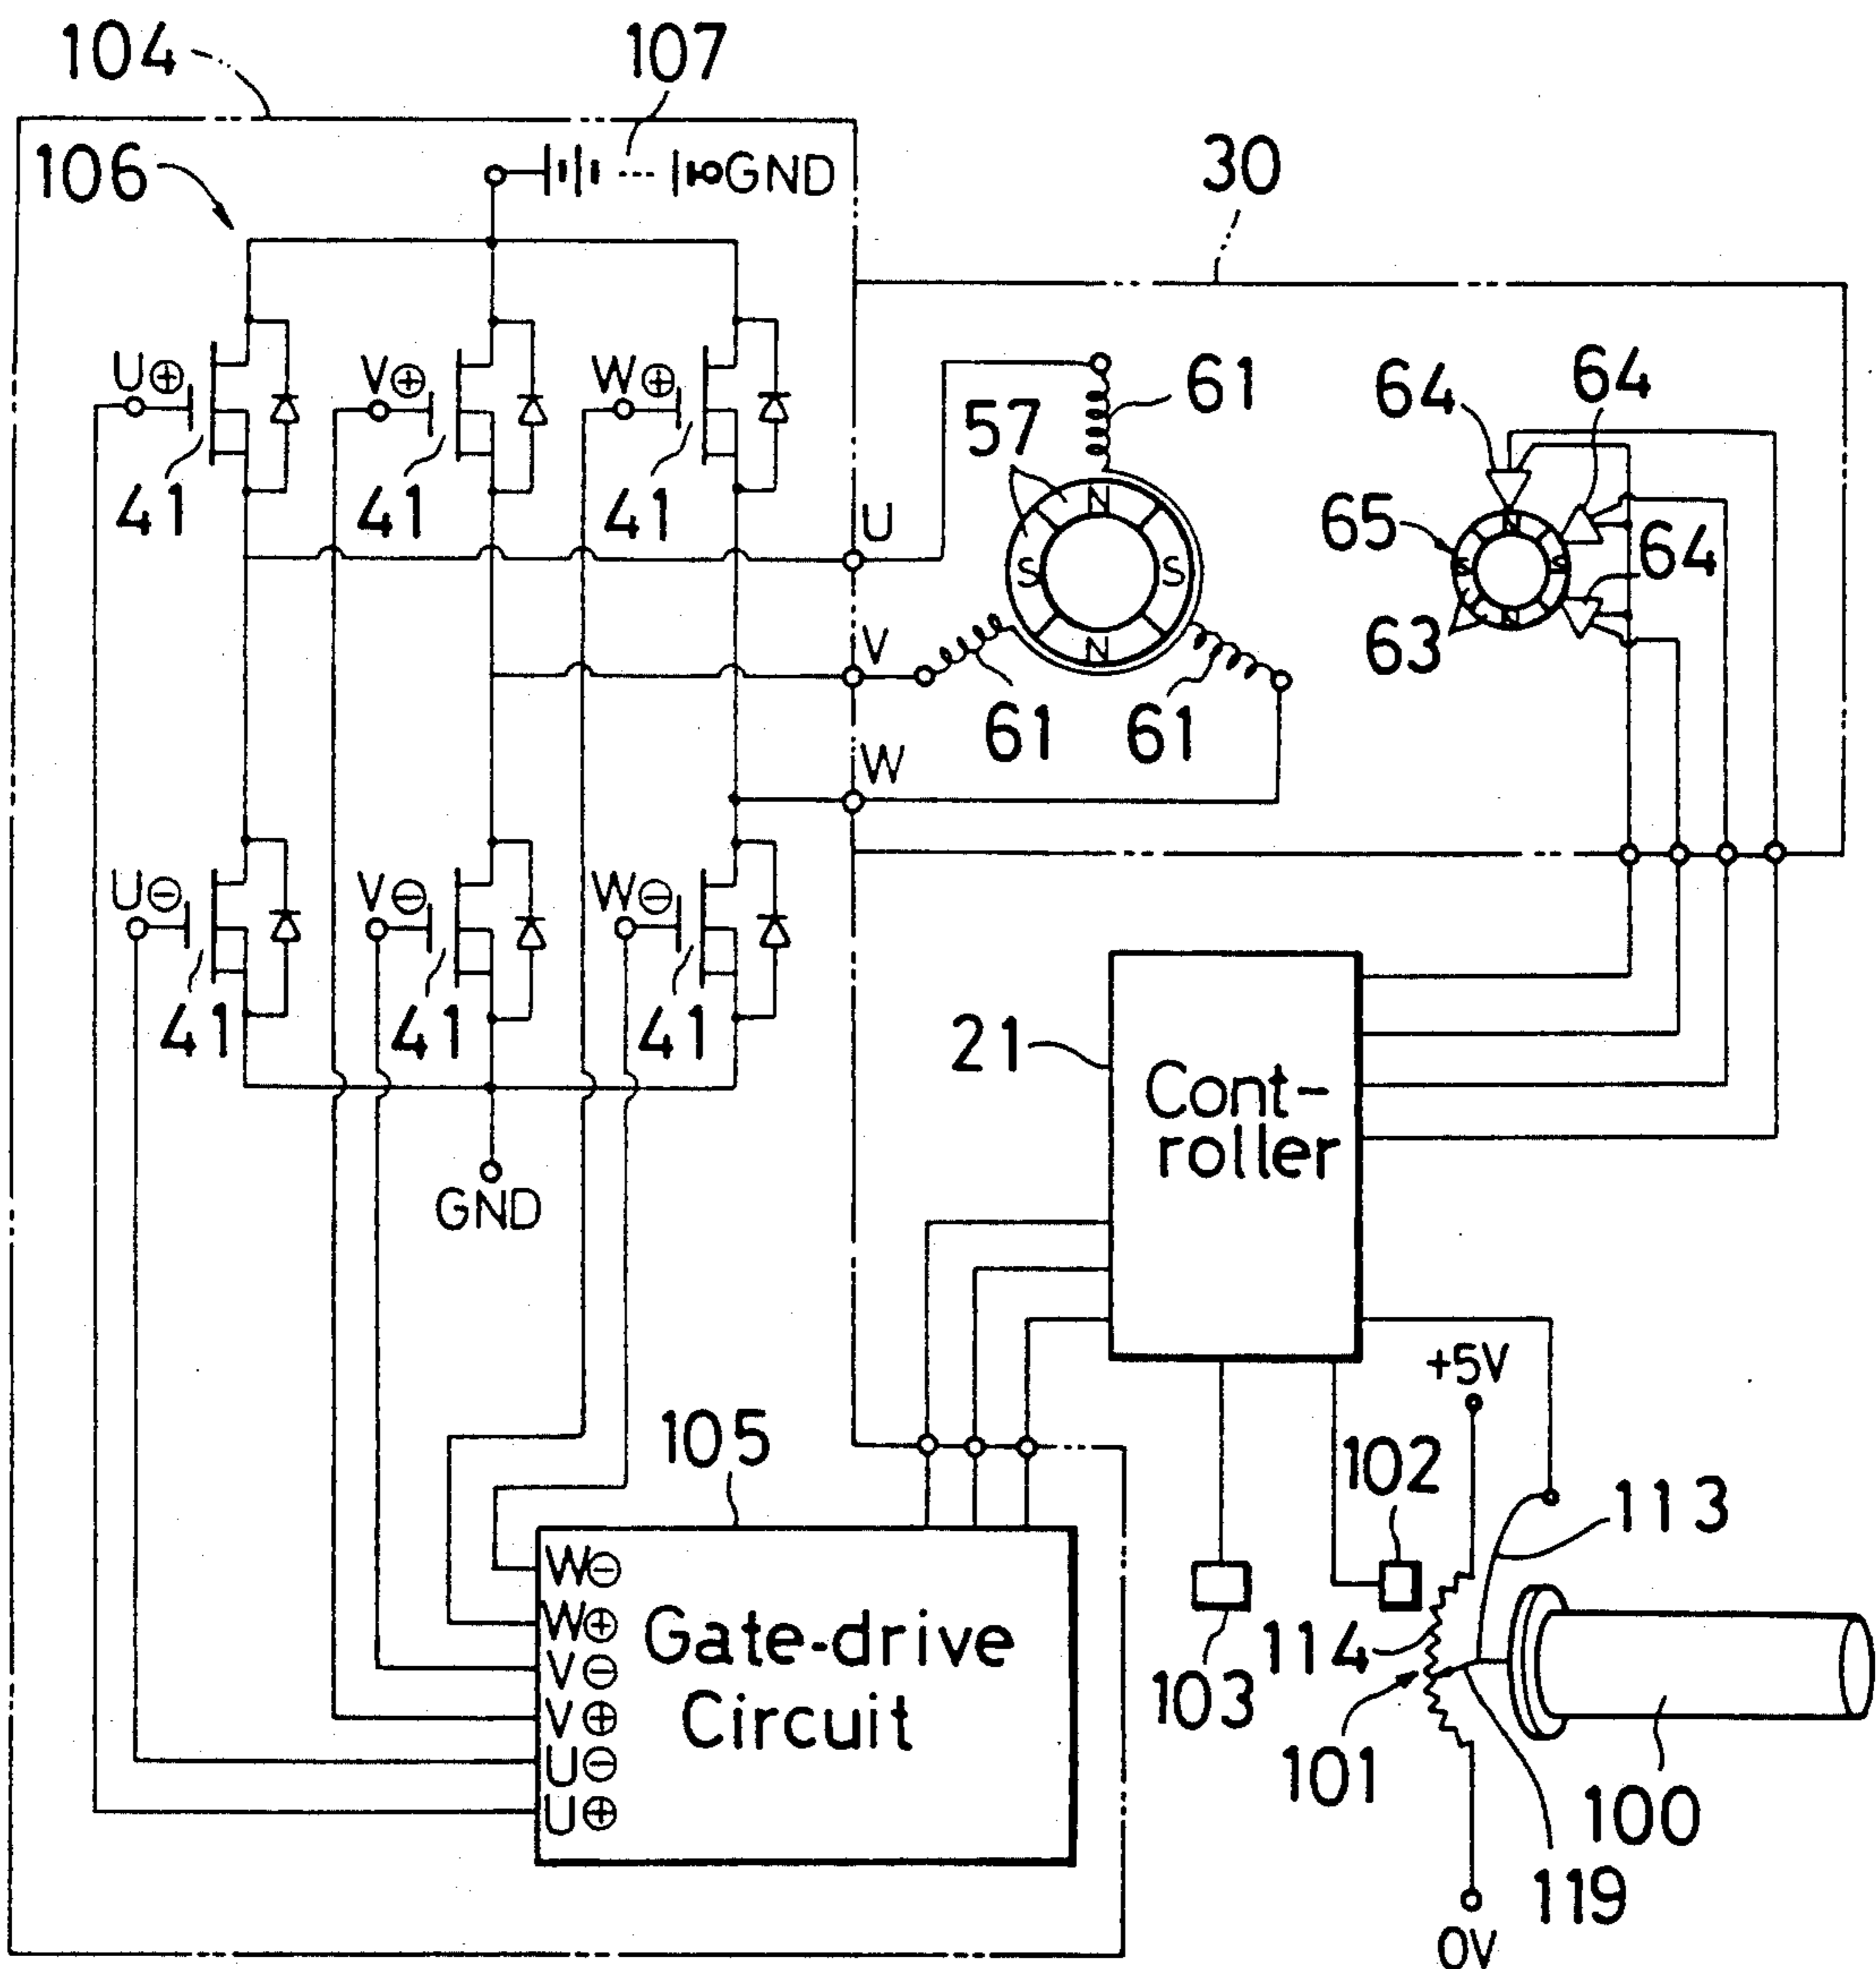 104
107
106
GND
30
U⊕
V⊕
W⊕
41
41
41
61
57
64
64
N
S
S
N
65
N
S
S
N
64
63
U
V
W
61
61
U⊖
V⊖
W⊖
41
41
41
GND
21
Cont-
roller
+5V
105
102
113
W⊖
W⊕
V⊖
V⊕
U⊖
U⊕
Gate-drive
Circuit
103
114
101
100
119
0V